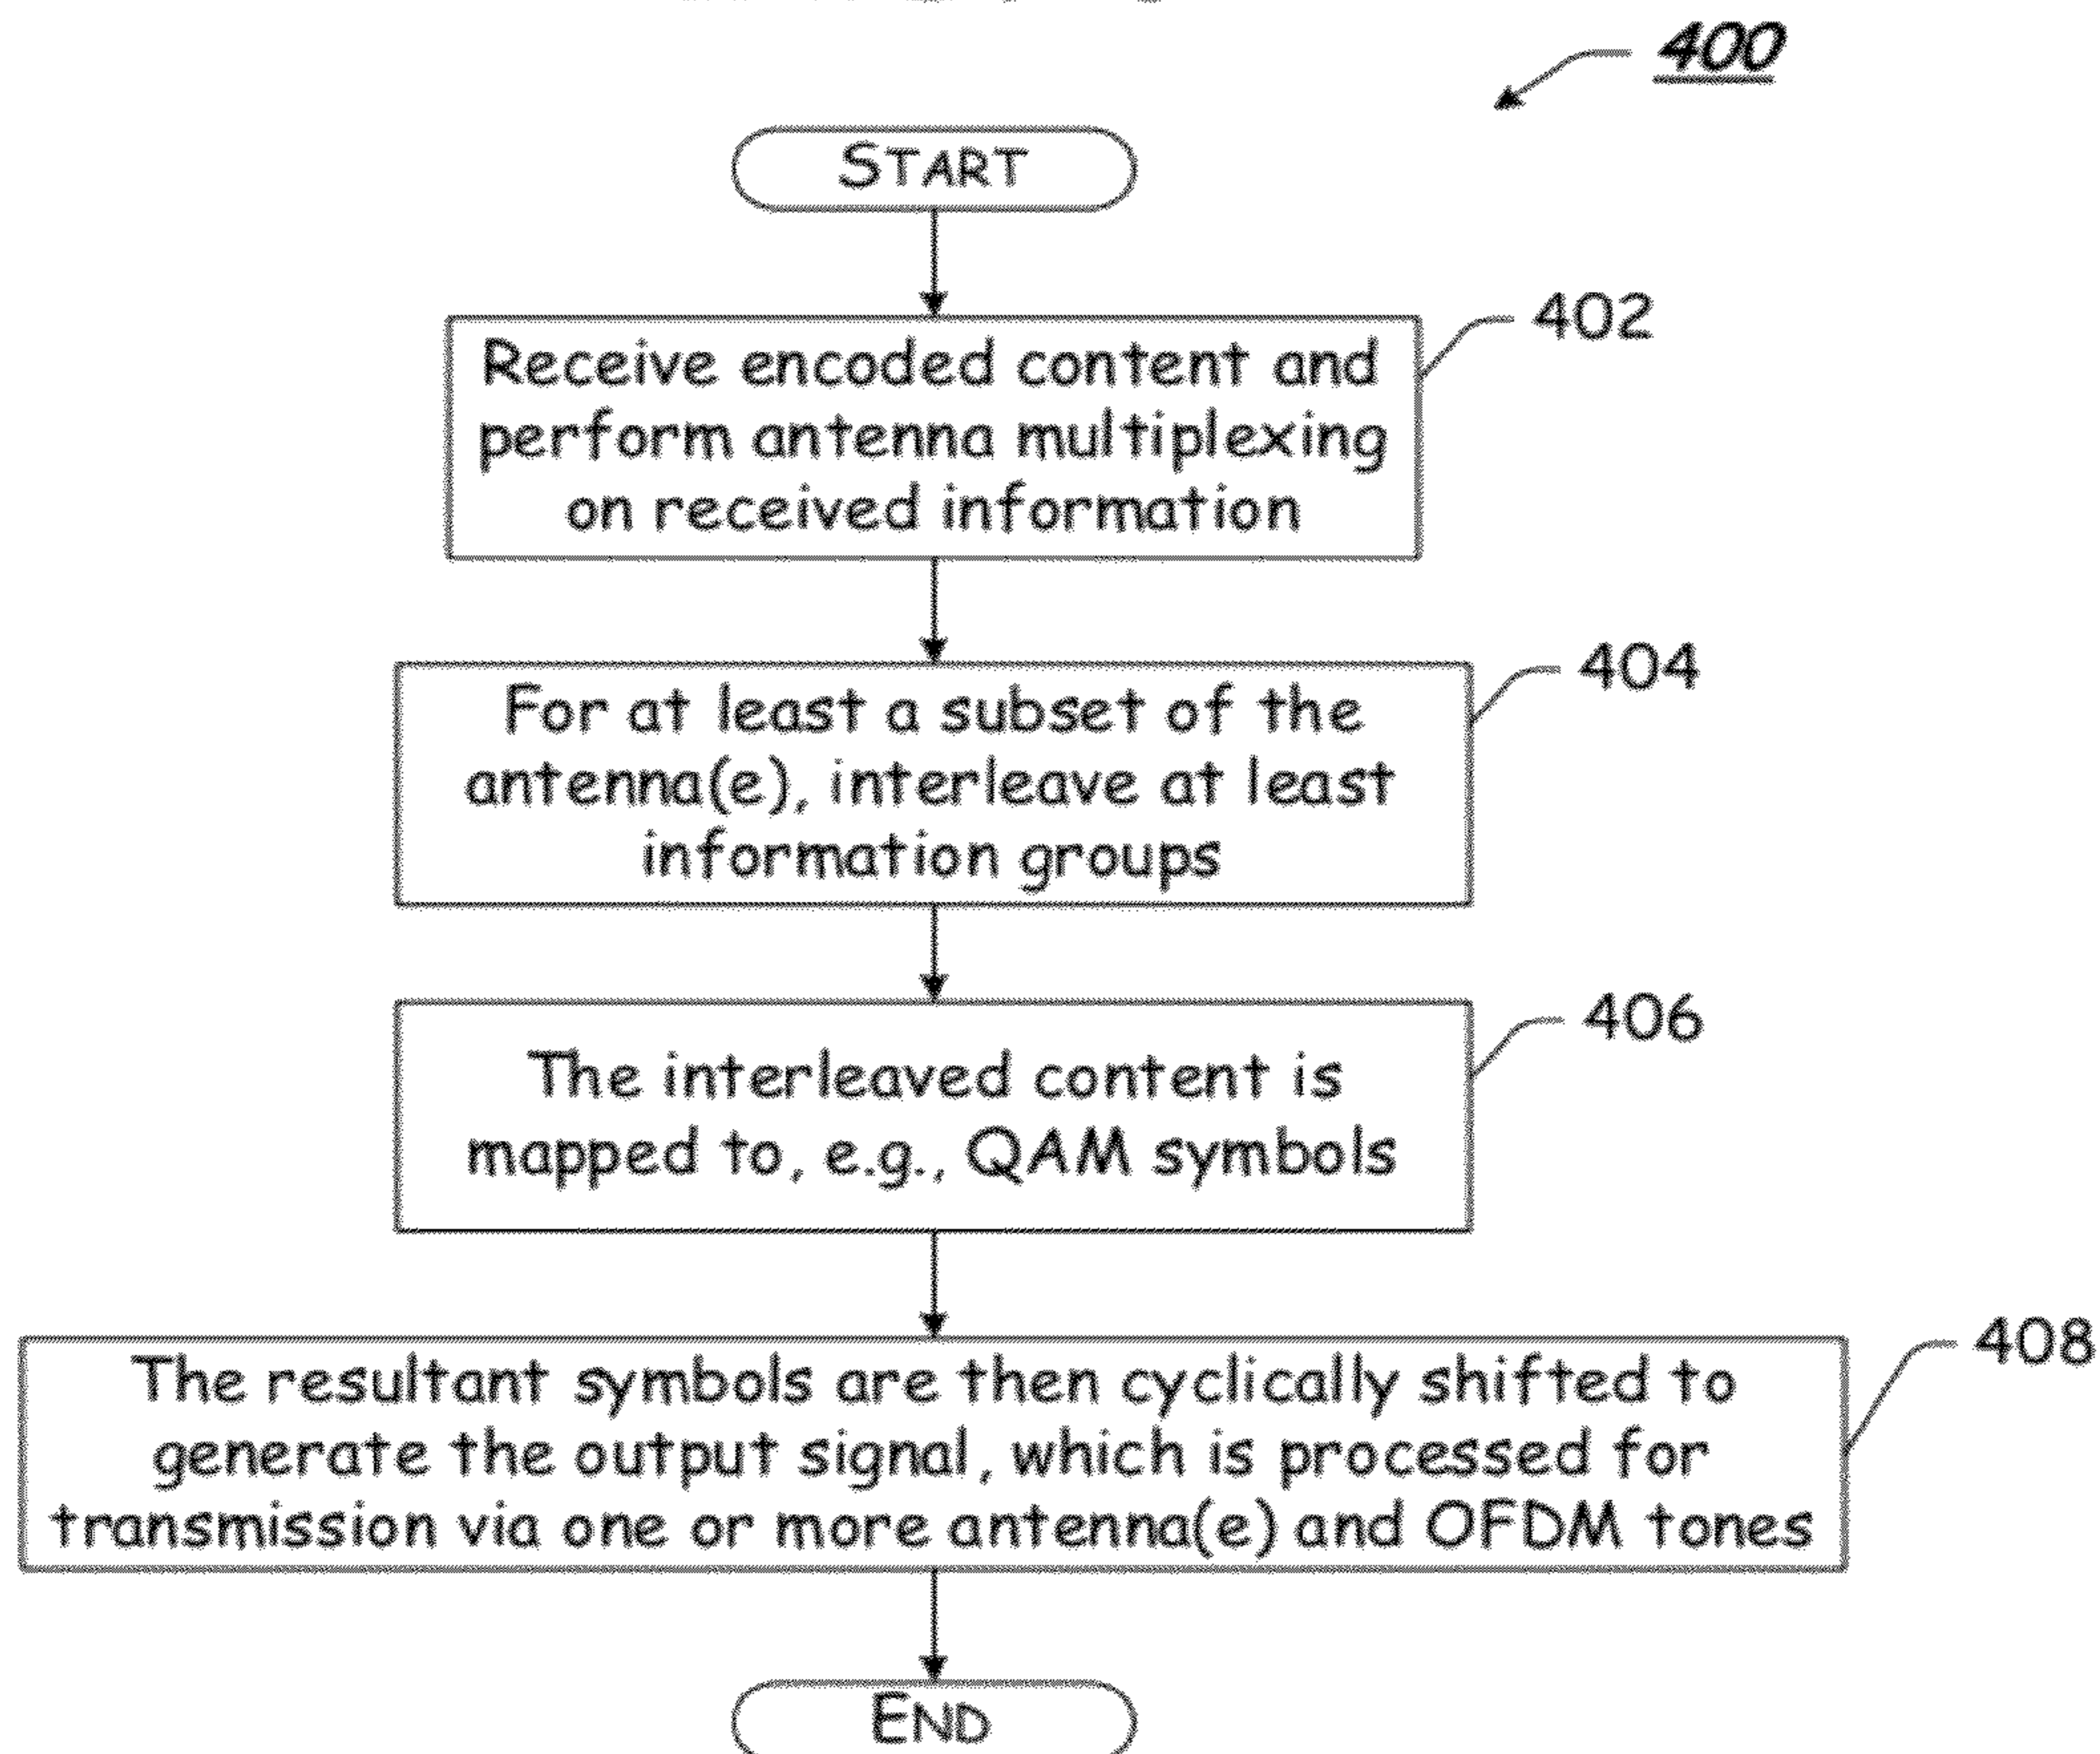 400
START
402
Receive encoded content and
perform antenna multiplexing
on received information
404
For at least a subset of the
antenna(e), interleave at least
information groups
406
The interleaved content is
mapped to, e.g., QAM symbols
408
The resultant symbols are then cyclically shifted to
generate the output signal, which is processed for
transmission via one or more antenna(e) and OFDM tones
END